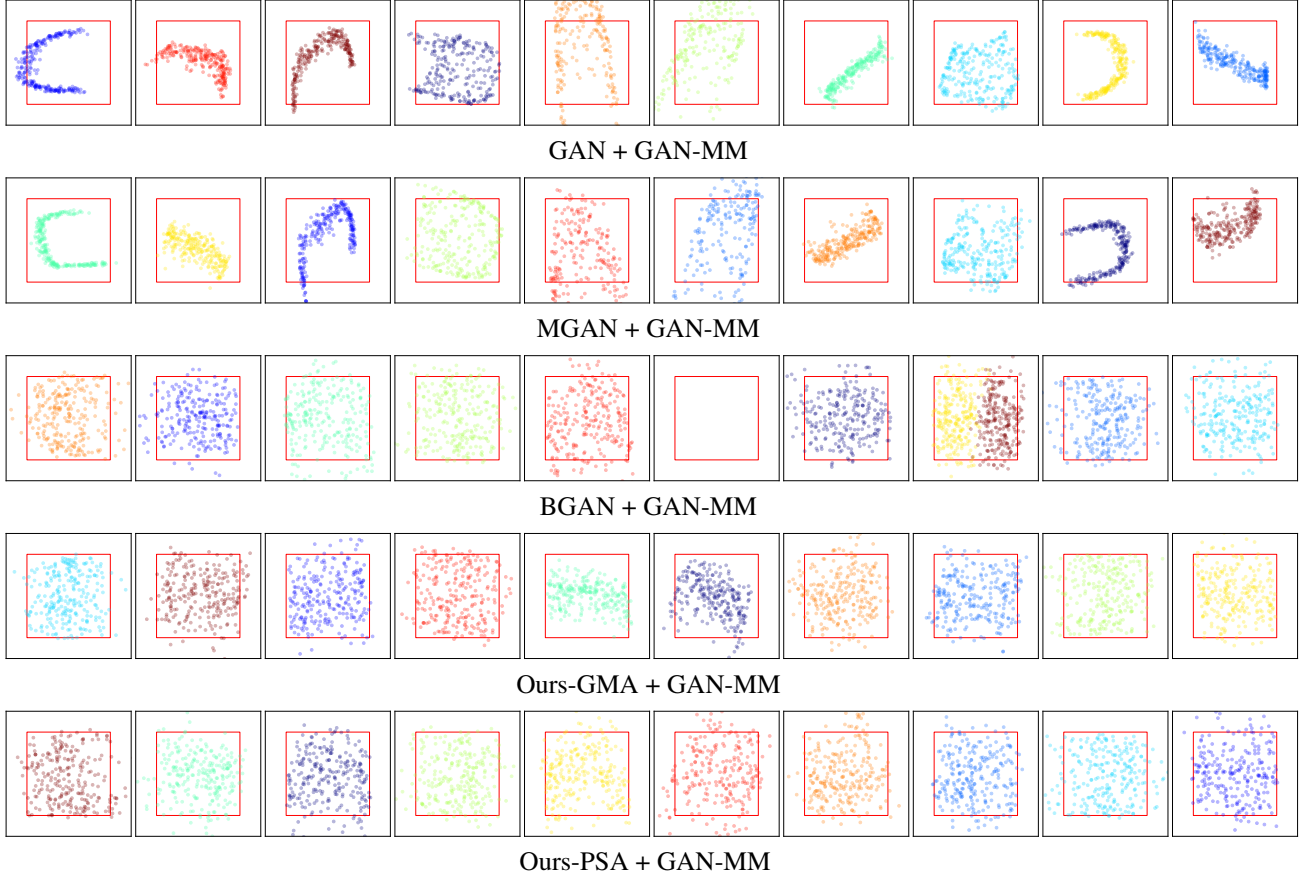 GAN + GAN-MM
MGAN + GAN-MM
BGAN + GAN-MM
Ours-GMA + GAN-MM
Ours-PSA + GAN-MM